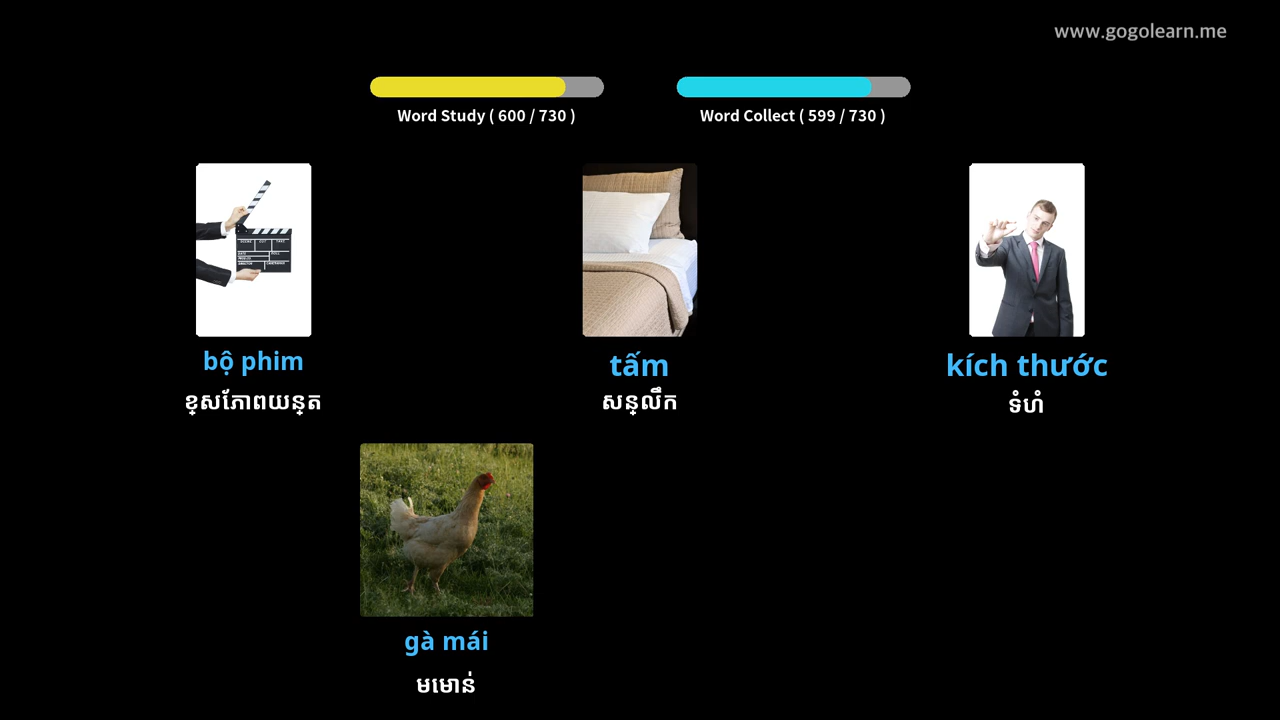 www.gogolearn.me
Word Study ( 600 / 730 )
Word Collect ( 599 / 730 )
bộ phim
ខ្សែភាពយន្ត
tấm
សន្លឹក
kích thước
ទំហំ
gà mái
មេមាន់